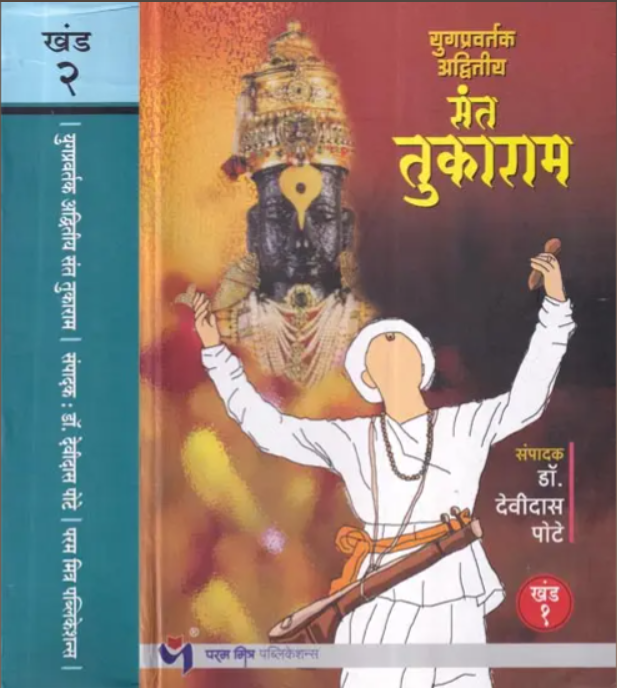 खंड
२
| युगप्रवर्तक अद्वितीय संत तुकाराम | संपादक : डॉ. देवीदास पोटे | परम मित्र पब्लिकेशन्स |
युगप्रवर्तक
अद्वितीय
संत
तुकाराम
संपादक
डॉ.
देवीदास
पोटे
खंड
१
®
परम मित्र पब्लिकेशन्स